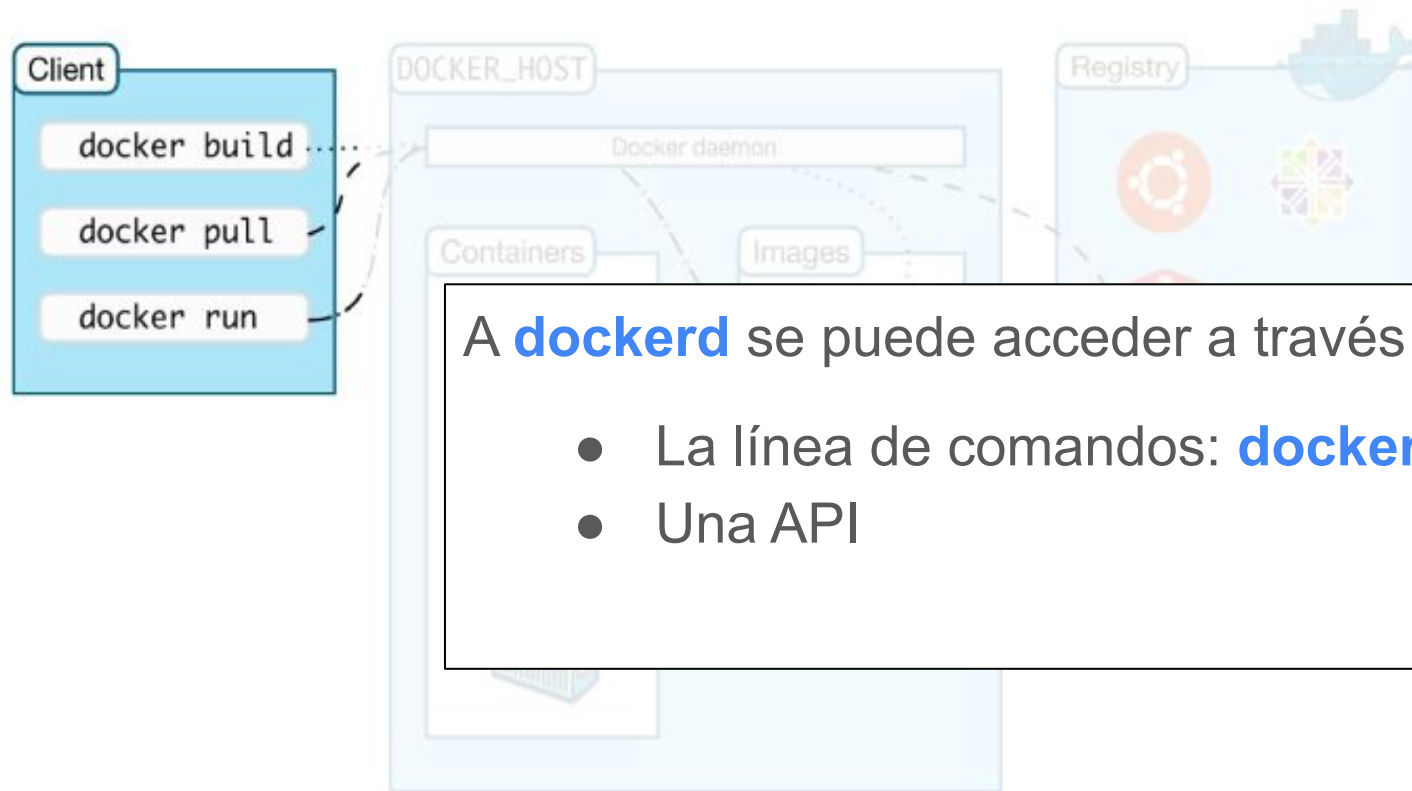 Client
DOCKER_HOST
Registry
docker build
Docker daemon
docker pull
Containers
Images
docker run
A dockerd se puede acceder a través
● La línea de comandos: docker
● Una API